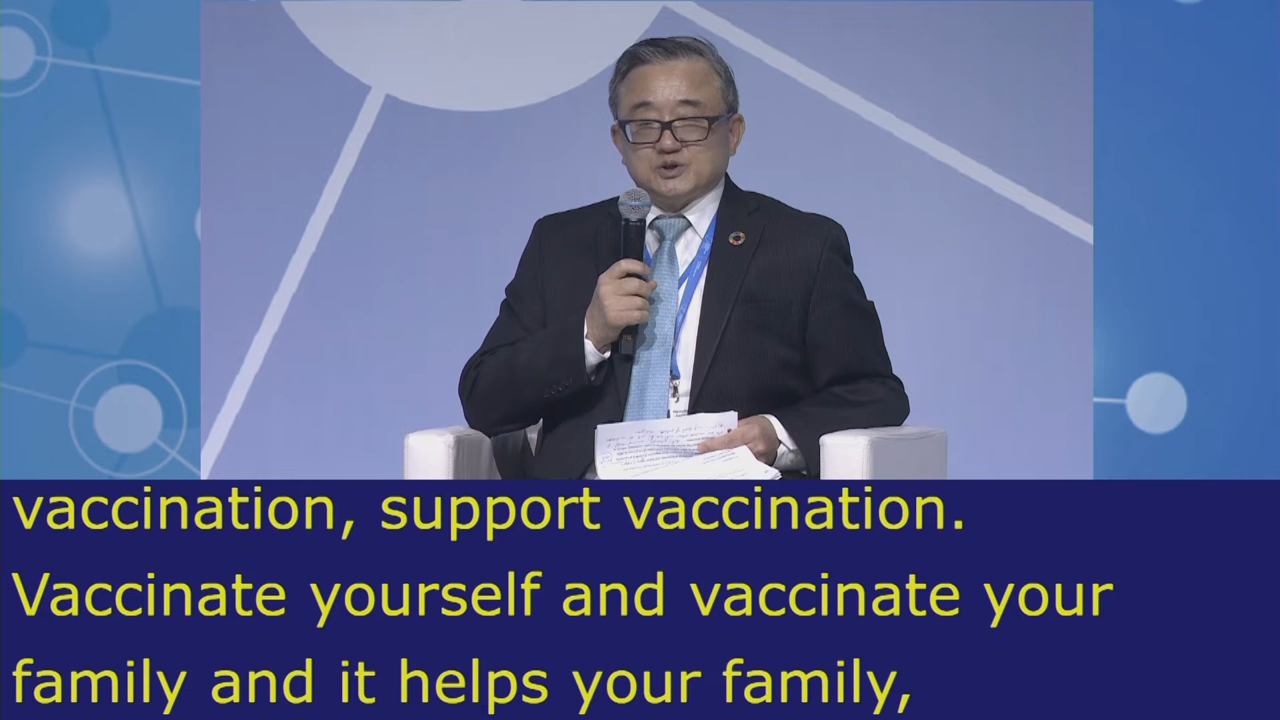 vaccination, support vaccination.
Vaccinate yourself and vaccinate your
family and it helps your family,